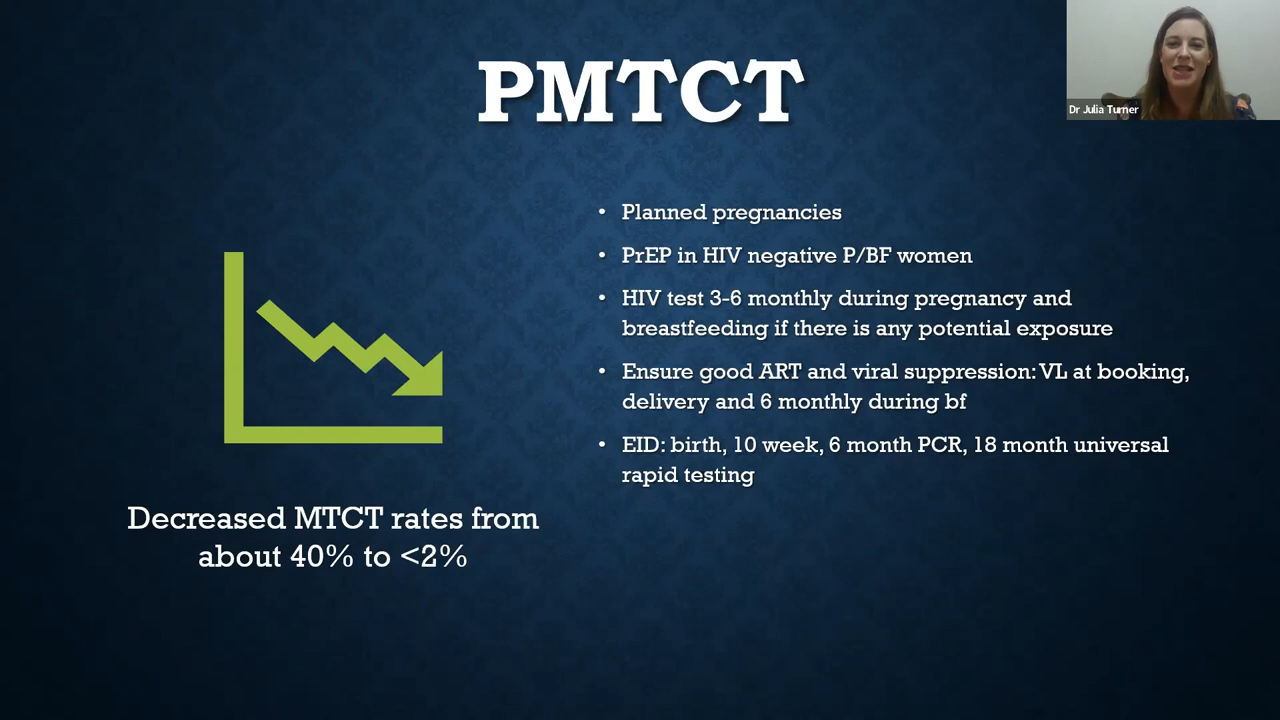 PMTCT
Dr Julia Turner
• Planned pregnancies
• PrEP in HIV negative P/BF women
• HIV test 3-6 monthly during pregnancy and
breastfeeding if there is any potential exposure
• Ensure good ART and viral suppression: VL at booking,
delivery and 6 monthly during bf
• EID: birth, 10 week, 6 month PCR, 18 month universal
rapid testing
Decreased MTCT rates from
about 40% to <2%